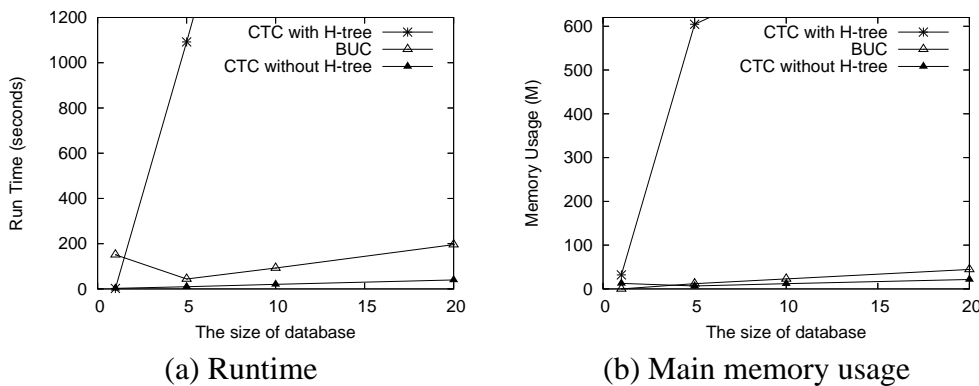 1200
1000
800
600
400
200
0
Run Time (seconds)
CTC with H-tree
BUC
CTC without H-tree
0 5 10 15 20
The size of database
(a) Runtime
600
500
400
300
200
100
0
Memory Usage (M)
CTC with H-tree
BUC
CTC without H-tree
0 5 10 15 20
The size of database
(b) Main memory usage